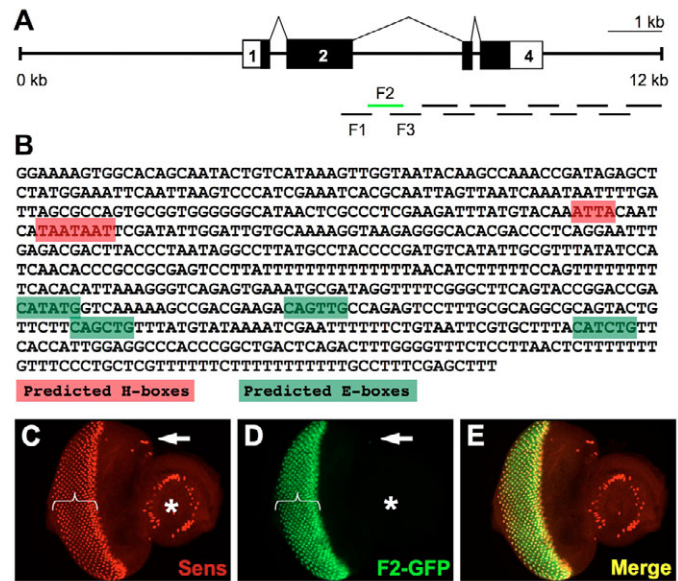 A
1 kb
1
2
4
0 kb
12 kb
F2
F1
F3
B
GGAAAAGTGGCACAGCAATACTGTCATAAAGTTGGTAATACAAGCCAAACCGATAGAGCT
CTATGGAAATTCAATTAAGTCCCATCGAAATCACGCAATTAGTTAATCAAATAATTTTGA
TTAGCGCCAGTGCGGTGGGGGGCATAACTCGCCCTCGAAGATTTATGTACAAATTACAAT
CATAATAATTCGATATTGGATTGTGCAAAAGGTAAGAGGGCACACGACCCTCAGGAATTT
GAGACGACTTACCCTAATAGGCCTTATGCCTACCCCGATGTCATATTGCGTTTATATCCA
TCAACACCCGCCGCGAGTCCTTATTTTTTTTTTTTTTAACATCTTTTTCCAGTTTTTTTT
TCACACATTAAAGGGTCAGAGTGAAATGCGATAGGTTTTCGGGCTTCAGTACCGGACCGA
CATATGGTCAAAAAGCCGACGAAGACAGTTGCCAGAGTCCTTTGCGCAGGCGCAGTACTG
TTCTTCAGCTGTTTATGTATAAAATCGAATTTTTTCTGTAATTCGTGCTTTACATCTGTT
CACCATTGGAGGCCCACCCGGCTGACTCAGACTTTGGGGTTTCTCCTTAACTCTTTTTTT
GTTTCCCTGCTCGTTTTTTCTTTTTTTTTTTGCCTTTCGAGCTTT
Predicted H-boxes
Predicted E-boxes
C
*
Sens
D
*
F2-GFP
E
Merge